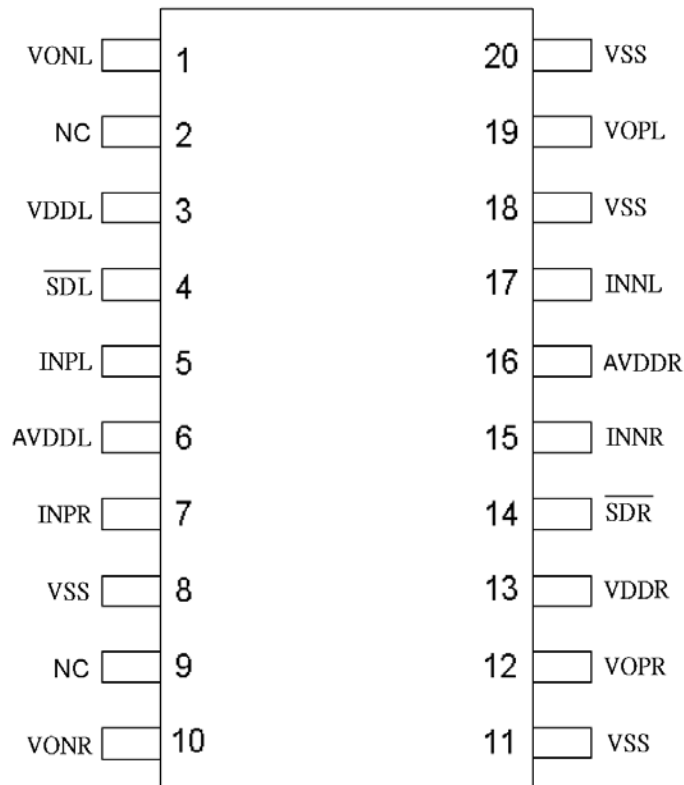 VONL 1 20 VSS
NC 2 19 VOPL
VDDL 3 18 VSS
S̅D̅L̅ 4 17 INNL
INPL 5 16 AVDDR
AVDDL 6 15 INNR
INPR 7 14 S̅D̅R̅
VSS 8 13 VDDR
NC 9 12 VOPR
VONR 10 11 VSS